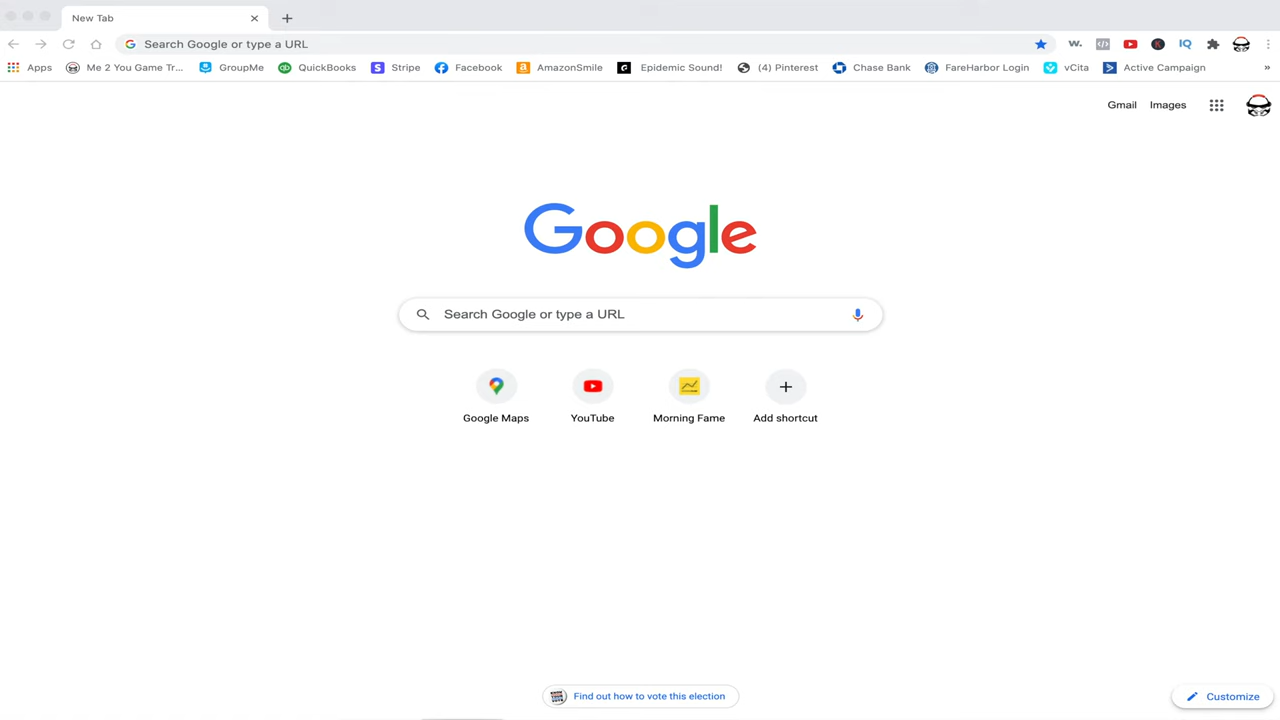 New Tab
Search Google or type a URL
W. K IQ
Apps Me 2 You Game Tr... GroupMe qb QuickBooks S Stripe Facebook a AmazonSmile Epidemic Sound! (4) Pinterest Chase Bank FareHarbor Login vCita Active Campaign »
Gmail Images
Google
Search Google or type a URL
Google Maps YouTube Morning Fame Add shortcut
Find out how to vote this election
Customize